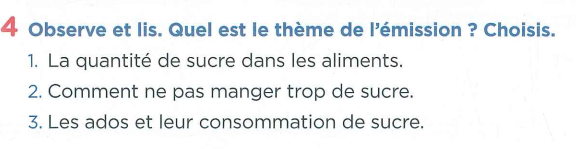 4 Observe et lis. Quel est le thème de l'émission ? Choisis.
1. La quantité de sucre dans les aliments.
2. Comment ne pas manger trop de sucre.
3. Les ados et leur consommation de sucre.